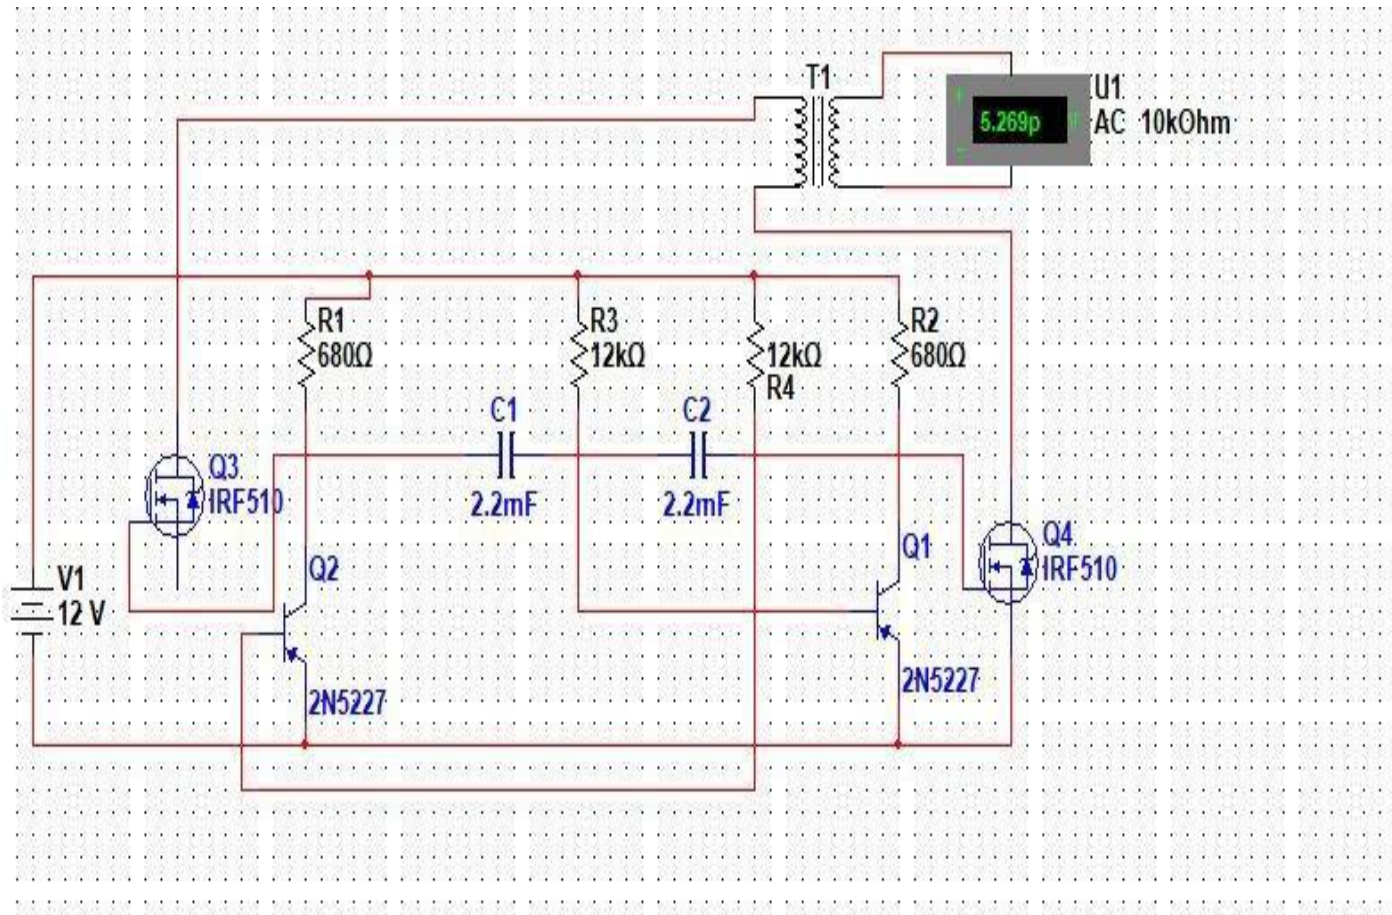 T1
U1
5.269p V
AC 10kOhm
R1
680Ω
R3
12kΩ
12kΩ
R4
R2
680Ω
C1
2.2mF
C2
2.2mF
Q3
IRF510
Q2
2N5227
Q1
2N5227
Q4
IRF510
V1
12 V